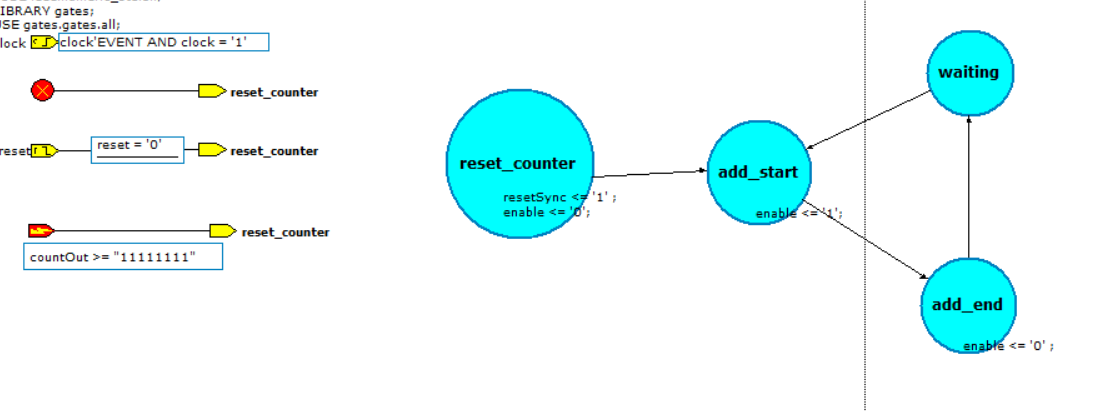 IBRARY gates;
SE gates.gates.all;
lock clock'EVENT AND clock = '1'
reset_counter
reset reset = '0' reset_counter
reset_counter
countOut >= "11111111"
reset_counter
resetSync <= '1' ;
enable <= '0';
add_start
enable <= '1';
waiting
add_end
enable <= '0' ;